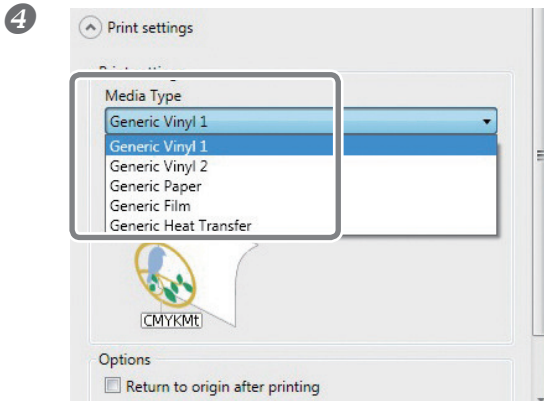 4
Print settings
Media Type
Generic Vinyl 1
Generic Vinyl 1
Generic Vinyl 2
Generic Paper
Generic Film
Generic Heat Transfer
CMYKMt
Options
Return to origin after printing